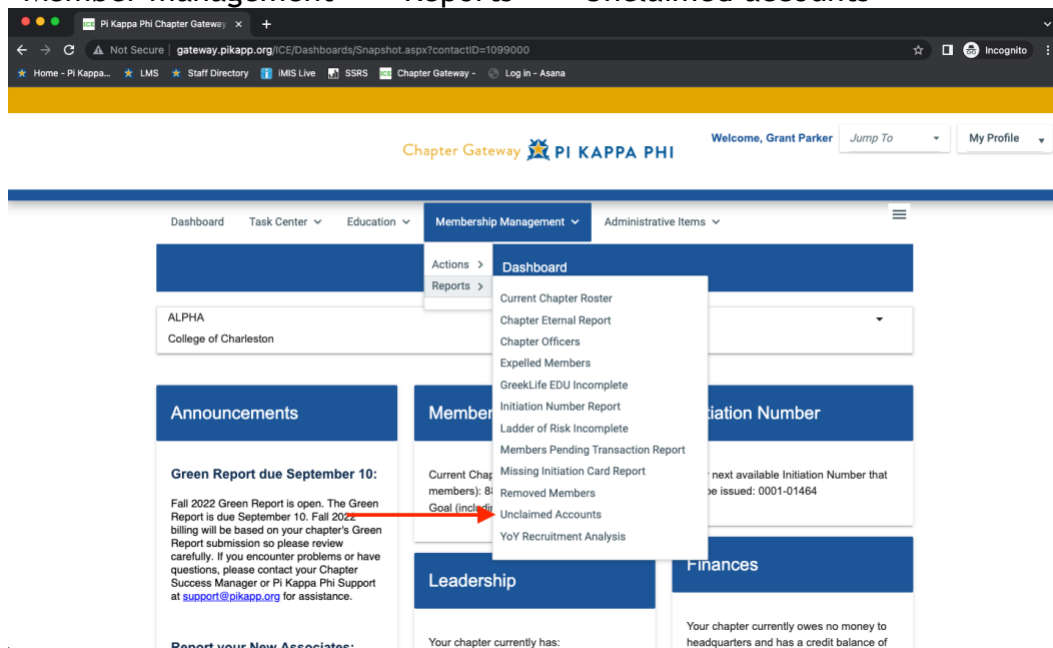 Member Management Reports Unclaimed accounts
ICE Pi Kappa Phi Chapter Gateway × +
Not Secure | gateway.pikapp.org/ICE/Dashboards/Snapshot.aspx?contactID=1099000 Incognito
Home - Pi Kappa... LMS Staff Directory iMIS Live SSRS ICE Chapter Gateway - Log in - Asana
Chapter Gateway PI KAPPA PHI
Welcome, Grant Parker Jump To My Profile
Dashboard Task Center Education Membership Management Administrative Items
Actions >
Reports >
Dashboard
Current Chapter Roster
Chapter Eternal Report
Chapter Officers
Expelled Members
GreekLife EDU Incomplete
Initiation Number Report
Ladder of Risk Incomplete
Members Pending Transaction Report
Missing Initiation Card Report
Removed Members
Unclaimed Accounts
YoY Recruitment Analysis
ALPHA
College of Charleston
Announcements
Green Report due September 10:
Fall 2022 Green Report is open. The Green
Report is due September 10. Fall 2022
billing will be based on your chapter's Green
Report submission so please review
carefully. If you encounter problems or have
questions, please contact your Chapter
Success Manager or Pi Kappa Phi Support
at support@pikapp.org for assistance.
Report your New Associates:
Member
Current Chap
members): 8
Goal (includi
Leadership
Your chapter currently has:
iation Number
next available Initiation Number that
be issued: 0001-01464
Finances
Your chapter currently owes no money to
headquarters and has a credit balance of